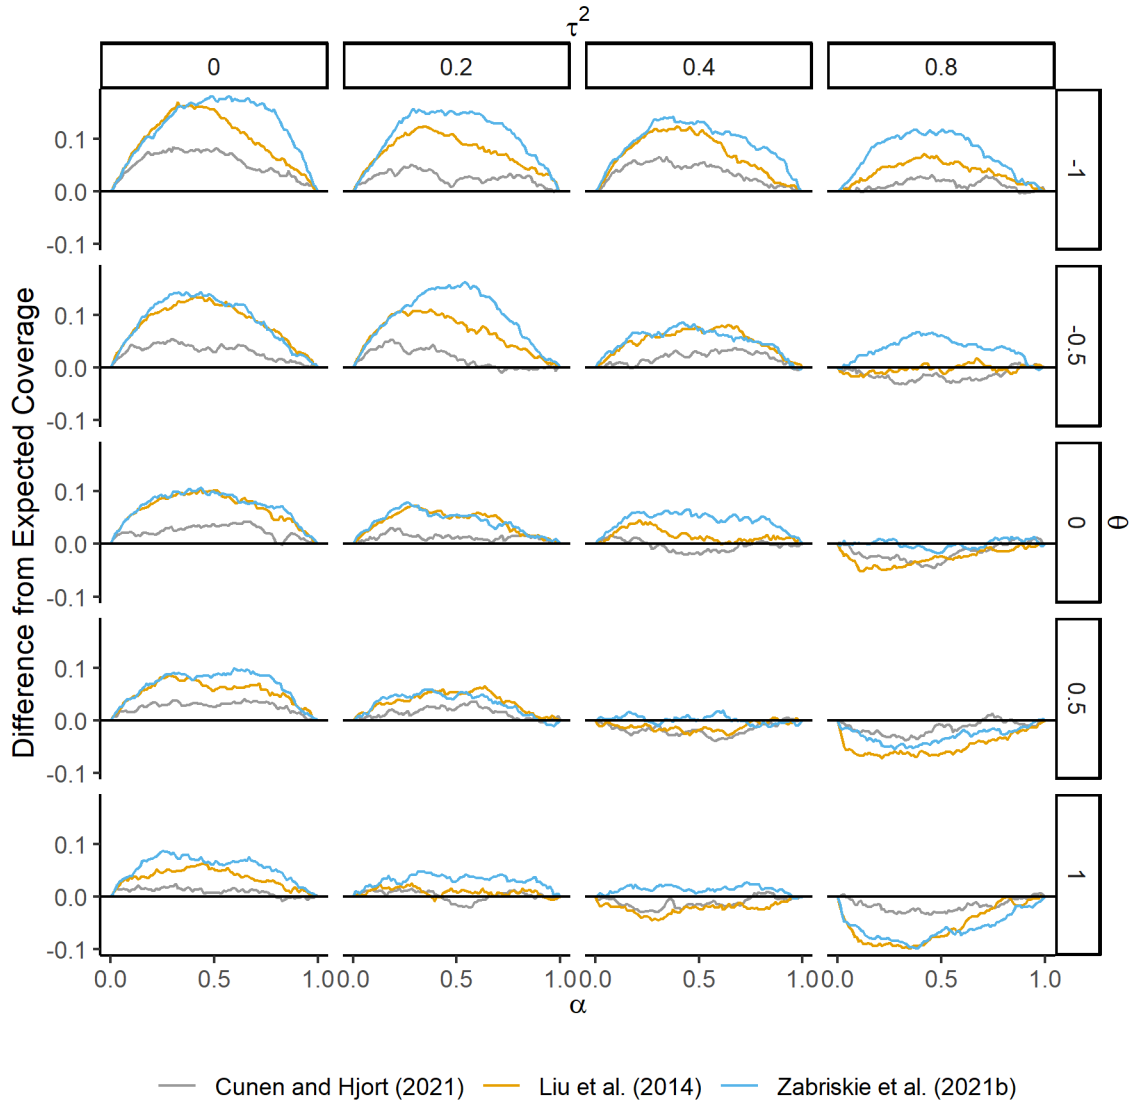 τ²
0 0.2 0.4 0.8
Difference from Expected Coverage
0.1
0.0
-0.1
-1
0.1
0.0
-0.1
-0.5
0.1
0.0
-0.1
0
θ
0.1
0.0
-0.1
0.5
0.1
0.0
-0.1
1
0.0 0.5 1.0 0.0 0.5 1.0 0.0 0.5 1.0 0.0 0.5 1.0
α
Cunen and Hjort (2021) Liu et al. (2014) Zabriskie et al. (2021b)